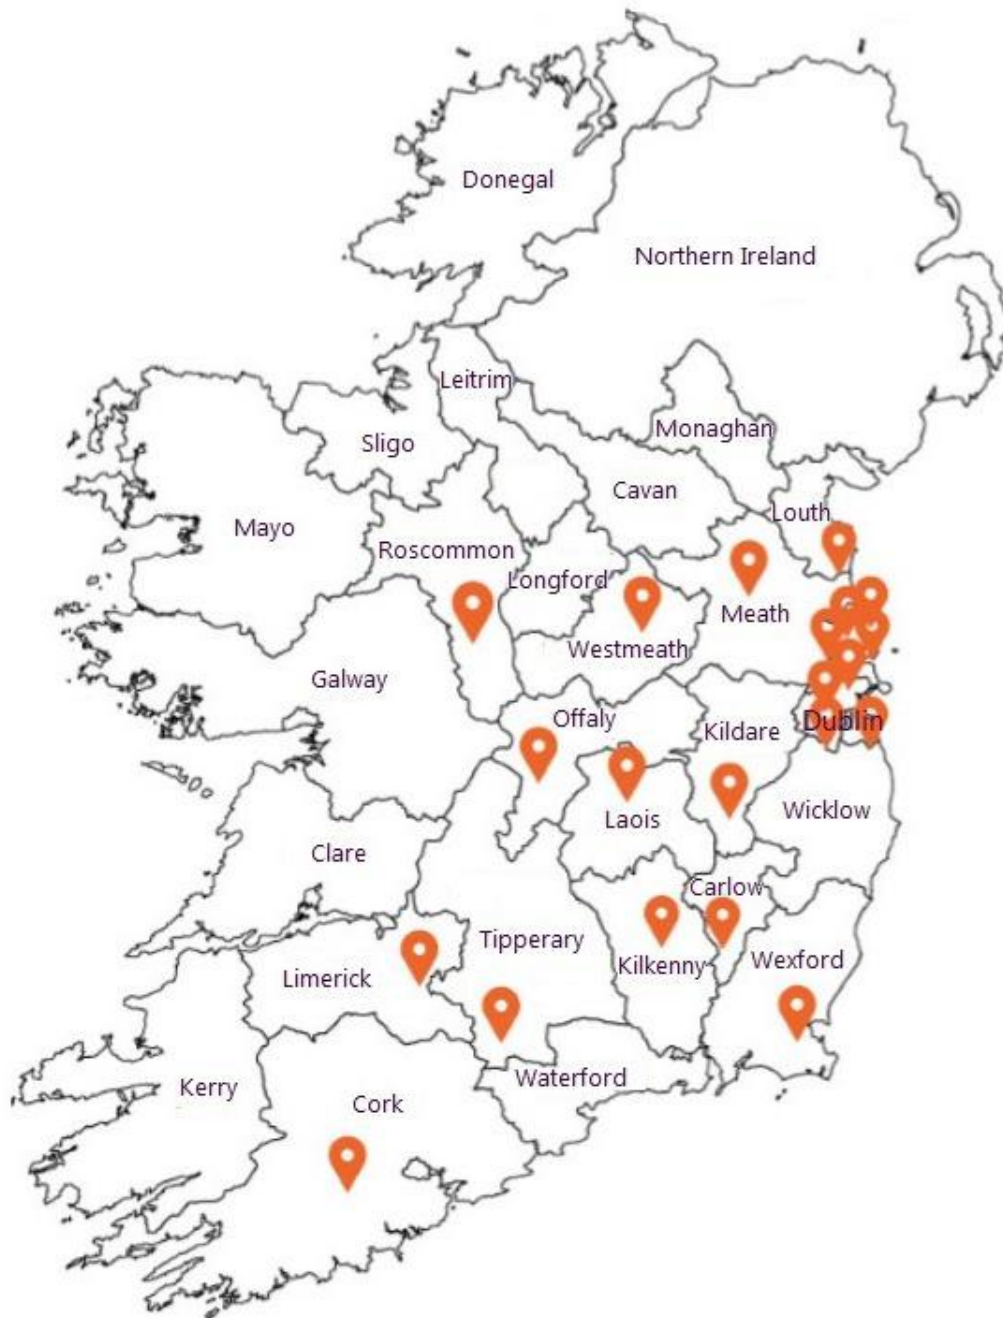 Donegal
Northern Ireland
Leitrim
Monaghan
Sligo
Cavan
Louth
Mayo
Roscommon
Longford
Meath
Westmeath
Galway
Offaly
Dublin
Kildare
Wicklow
Laois
Clare
Carlow
Tipperary
Wexford
Kilkenny
Limerick
Waterford
Kerry
Cork